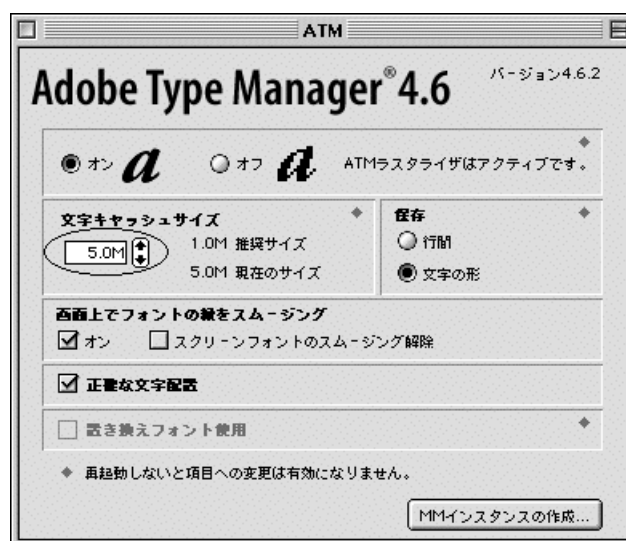 ATM
Adobe Type Manager®4.6 バージョン4.6.2
オン a オフ a ATMラスタライザはアクティブです。
文字キャッシュサイズ
5.0M 1.0M 推奨サイズ
5.0M 現在のサイズ
保存
行間
文字の形
画面上でフォントの縁をスムージング
オン スクリーンフォントのスムージング解除
正確な文字配置
置き換えフォント使用
再起動しないと項目への変更は有効になりません。
MMインスタンスの作成...